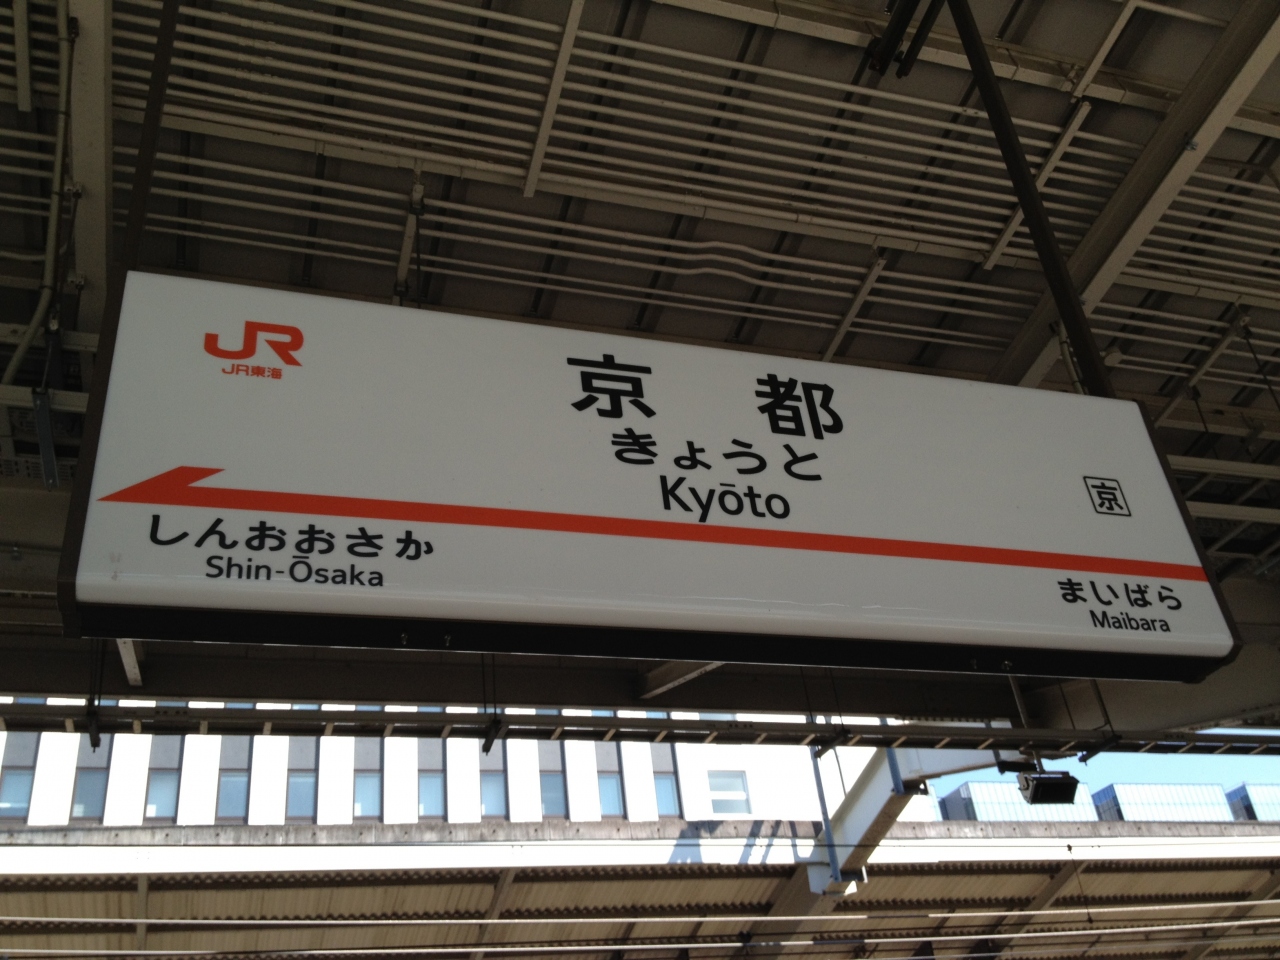 JR
JR東海
京都
きょうと
Kyōto
京
しんおおさか
Shin-Ōsaka
まいばら
Maibara